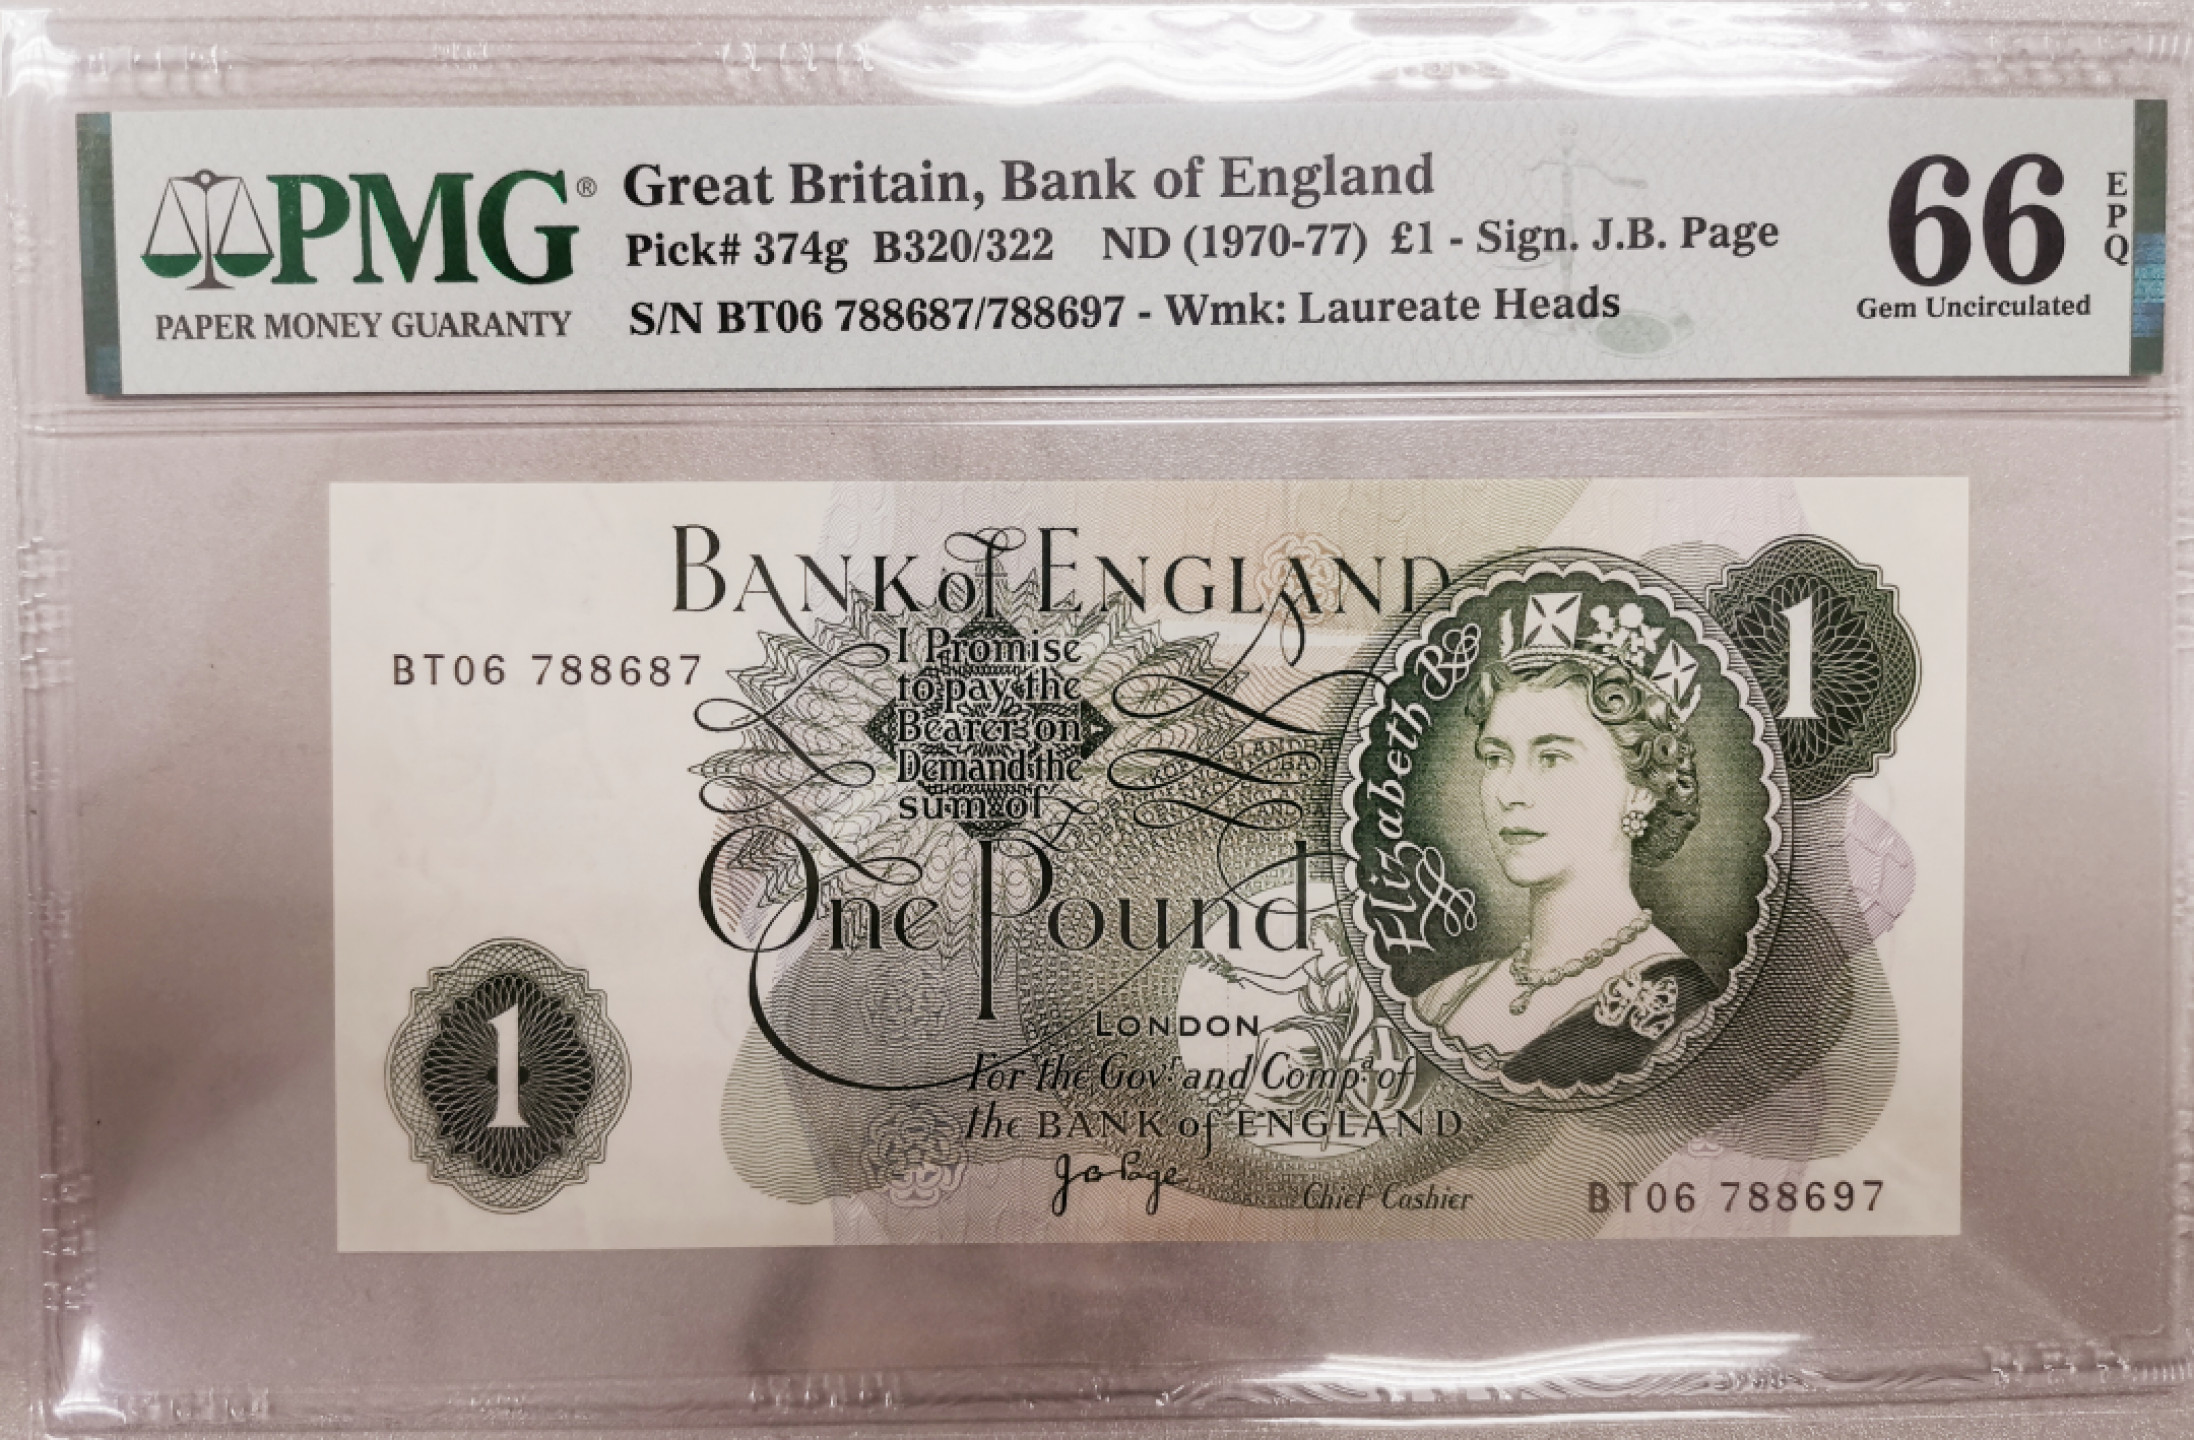 PMG®
PAPER MONEY GUARANTY
Great Britain, Bank of England
Pick# 374g B320/322 ND (1970-77) £1 - Sign. J.B. Page
S/N BT06 788687/788697 - Wmk: Laureate Heads
66
EPQ
Gem Uncirculated
BANK of ENGLAND
1
BT06 788687
I Promise
to pay the
Bearer on
Demand the
sum of
One Pound
Elizabeth R
1
LONDON
For the Govr. and Compa. of
the BANK of ENGLAND
J B Page
Chief Cashier
BT06 788697